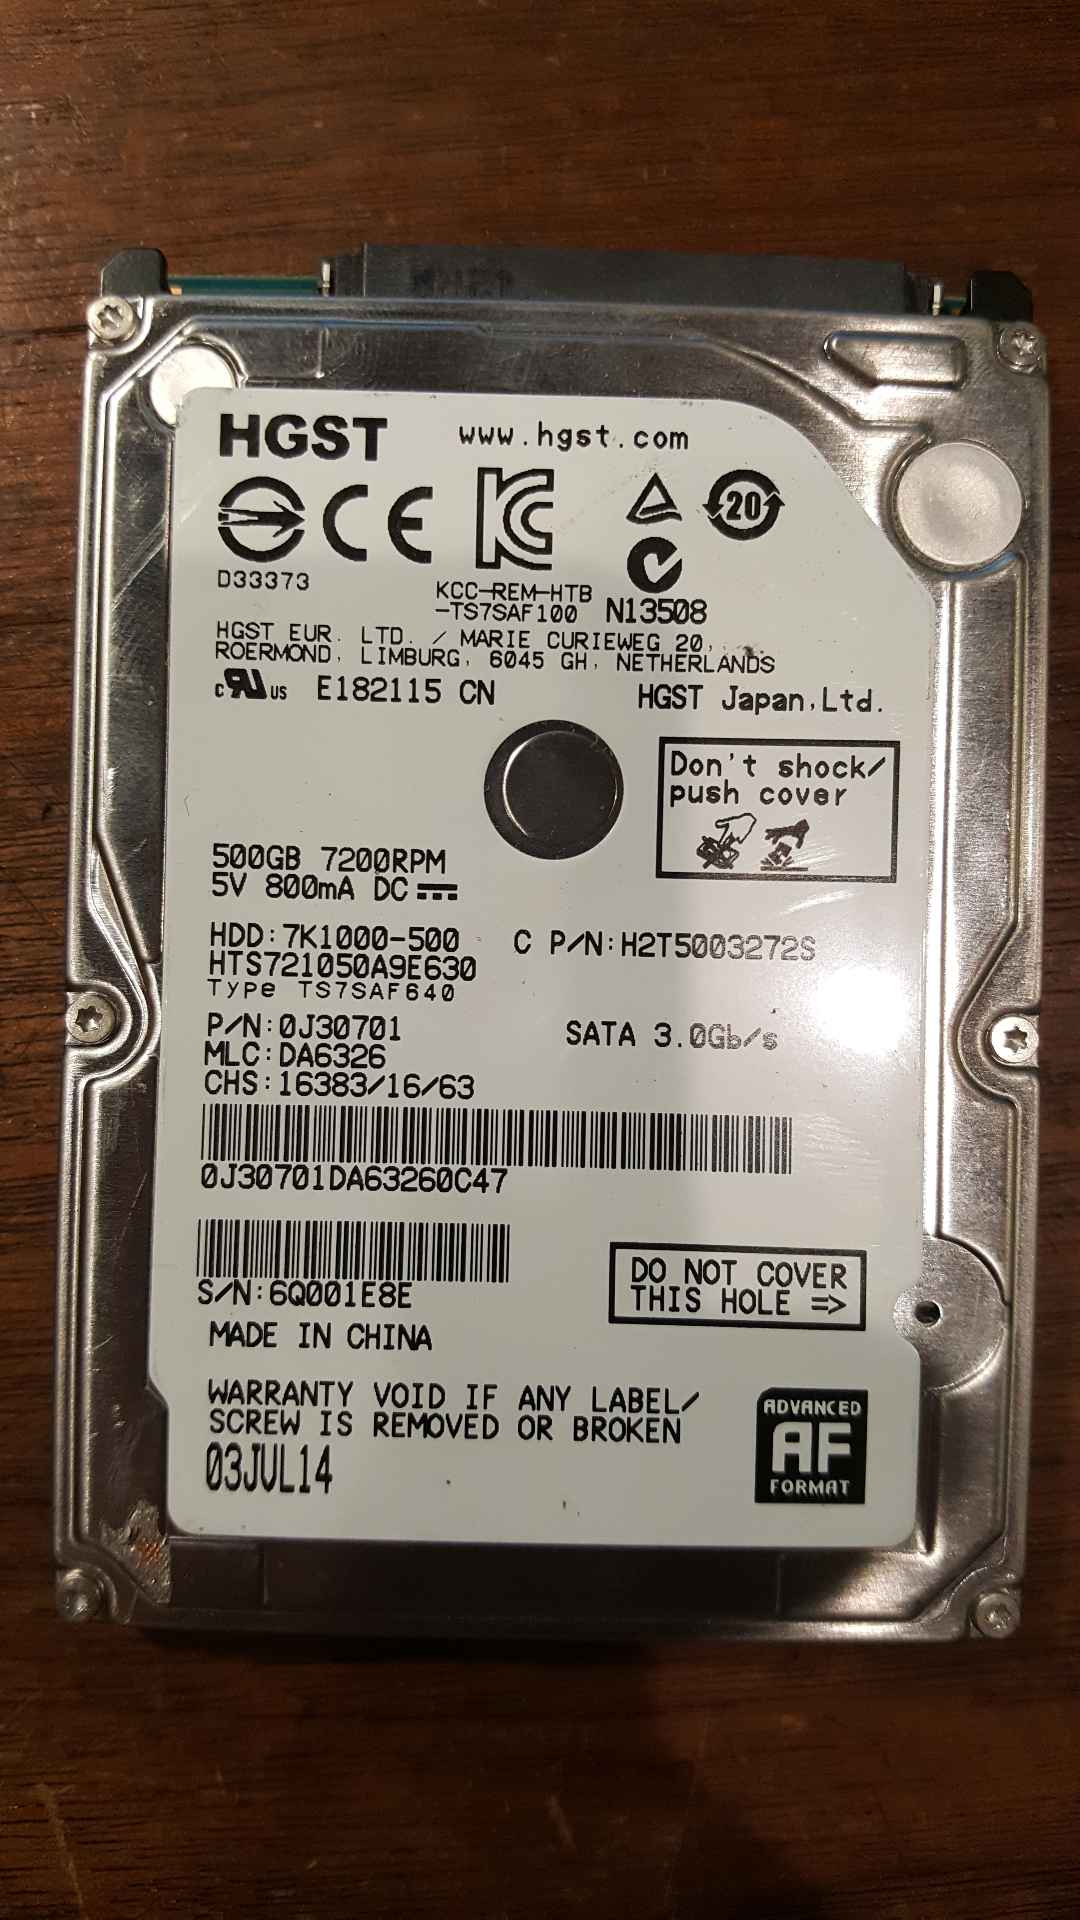 HGST www.hgst.com
20
D33373
KCC-REM-HTB
-TS7SAF100 N13508
HGST EUR. LTD. / MARIE CURIEWEG 20,
ROERMOND, LIMBURG, 6045 GH, NETHERLANDS
c RU US E182115 CN HGST Japan,Ltd.
Don't shock/
push cover
500GB 7200RPM
5V 800mA DC
HDD:7K1000-500 C P/N:H2T5003272S
HTS721050A9E630
Type TS7SAF640
P/N:0J30701 SATA 3.0Gb/s
MLC:DA6326
CHS:16383/16/63
0J30701DA63260C47
S/N:6Q001E8E
DO NOT COVER
THIS HOLE =>
MADE IN CHINA
WARRANTY VOID IF ANY LABEL/
SCREW IS REMOVED OR BROKEN
03JUL14
ADVANCED
AF
FORMAT